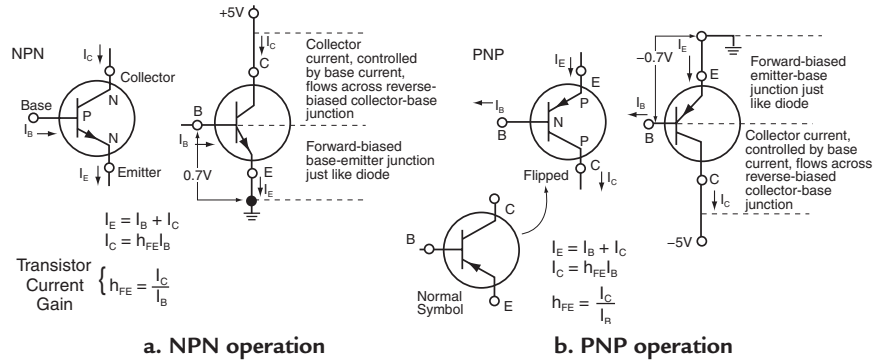 NPN
I_C
Collector
N
Base
P
I_B
N
I_E
Emitter
+5V
I_C
C
B
I_B
0.7V
E
I_E
Collector
current, controlled
by base current,
flows across reverse-
biased collector-base
junction
Forward-biased
base-emitter junction
just like diode
I_E = I_B + I_C
I_C = h_FE I_B
Transistor
Current
Gain
{ h_FE = I_C / I_B
a. NPN operation
PNP
I_E
E
I_B
P
N
B
P
C
I_C
Flipped
C
B
E
Normal
Symbol
−0.7V
I_E
E
I_B
B
C
I_C
−5V
Forward-biased
emitter-base
junction just
like diode
Collector current,
controlled by base
current, flows across
reverse-biased
collector-base
junction
I_E = I_B + I_C
I_C = h_FE I_B
h_FE = I_C / I_B
b. PNP operation